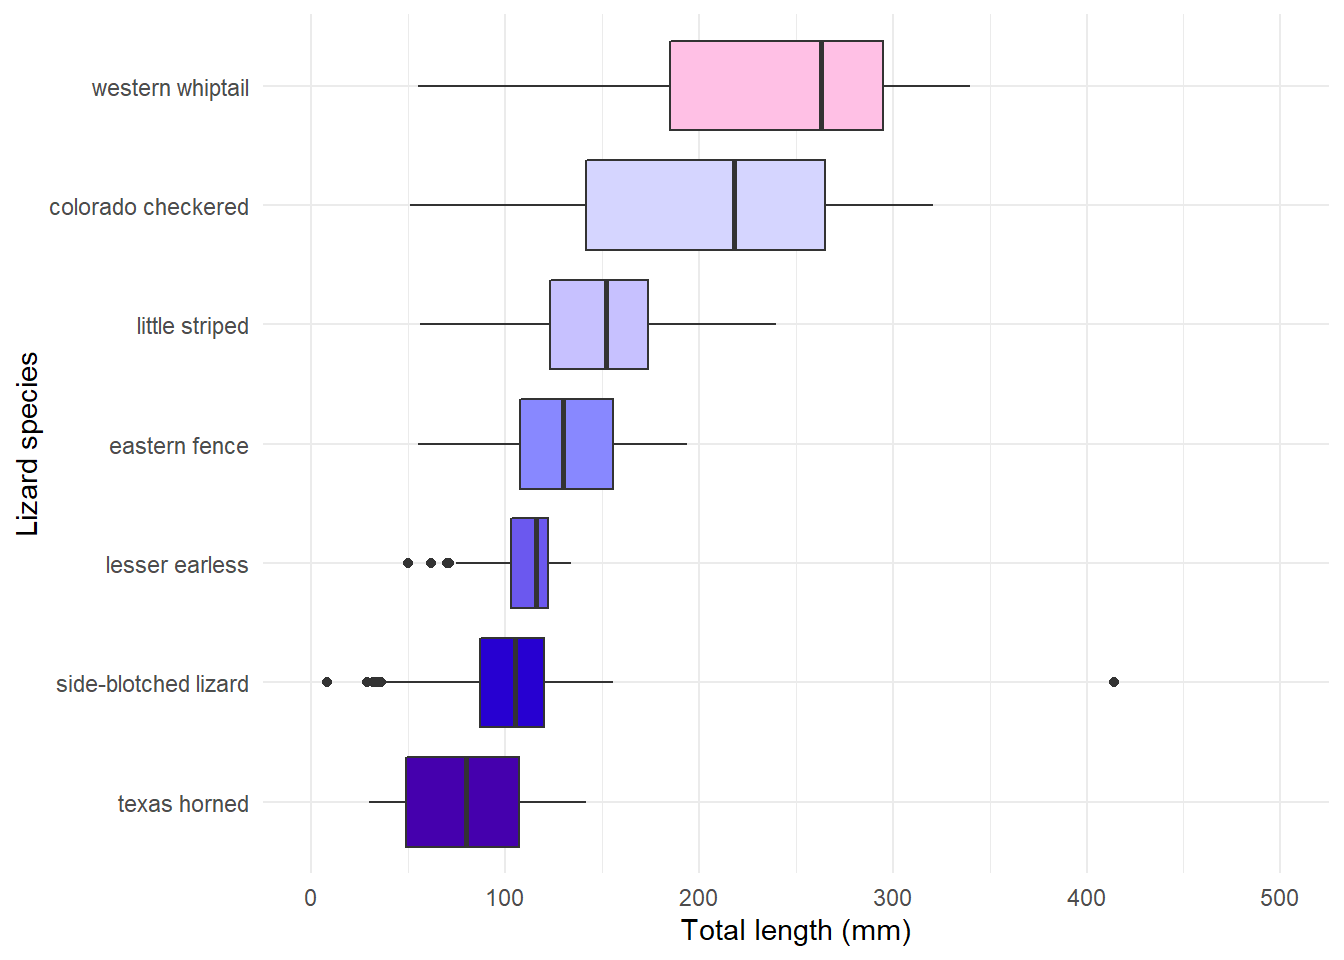 western whiptail
colorado checkered
little striped
eastern fence
lesser earless
side-blotched lizard
texas horned
Lizard species
0 100 200 300 400 500
Total length (mm)